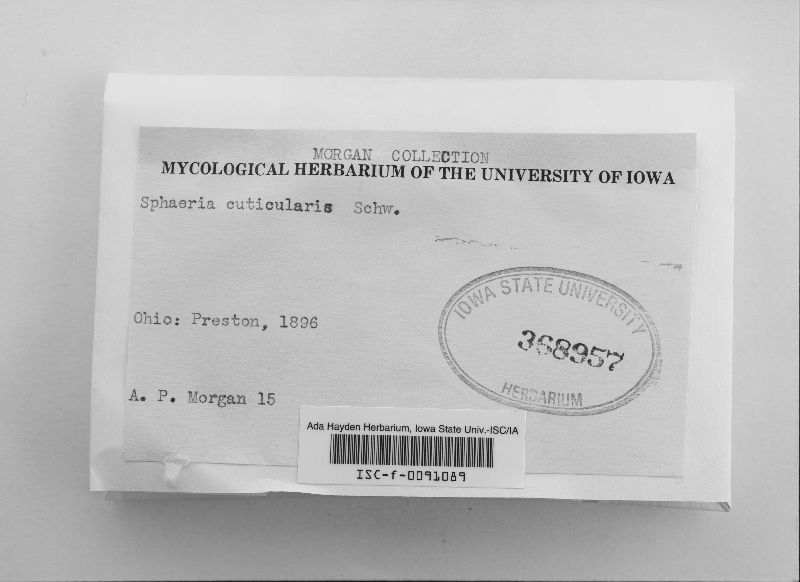 MORGAN COLLECTION
MYCOLOGICAL HERBARIUM OF THE UNIVERSITY OF IOWA
Sphaeria cuticularis Schw.
Ohio: Preston, 1896
IOWA STATE UNIVERSITY
368957
HERBARIUM
A. P. Morgan 15
Ada Hayden Herbarium, Iowa State Univ.-ISC/IA
ISC-f-0091089